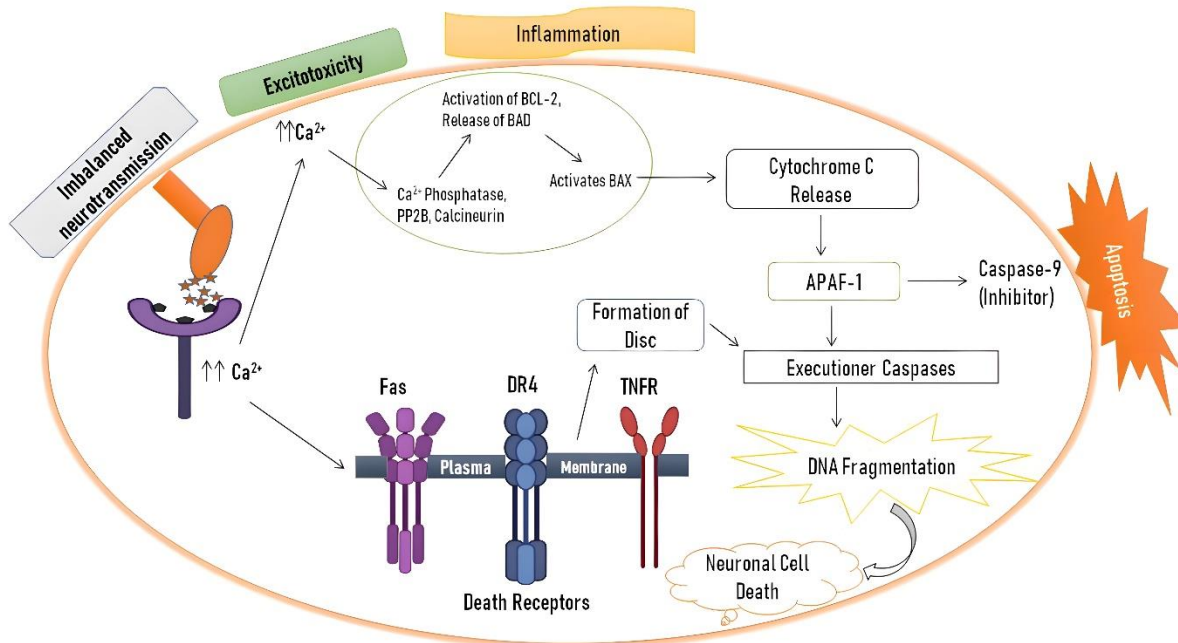 Inflammation
Excitotoxicity
Imbalanced
neurotransmission
↑↑Ca²⁺
Activation of BCL-2,
Release of BAD
Ca²⁺ Phosphatase,
PP2B, Calcineurin
Activates BAX
Cytochrome C
Release
APAF-1
Caspase-9
(Inhibitor)
Apoptosis
Formation of
Disc
Executioner Caspases
↑↑ Ca²⁺
Fas
DR4
TNFR
Plasma
Membrane
Death Receptors
DNA Fragmentation
Neuronal Cell
Death